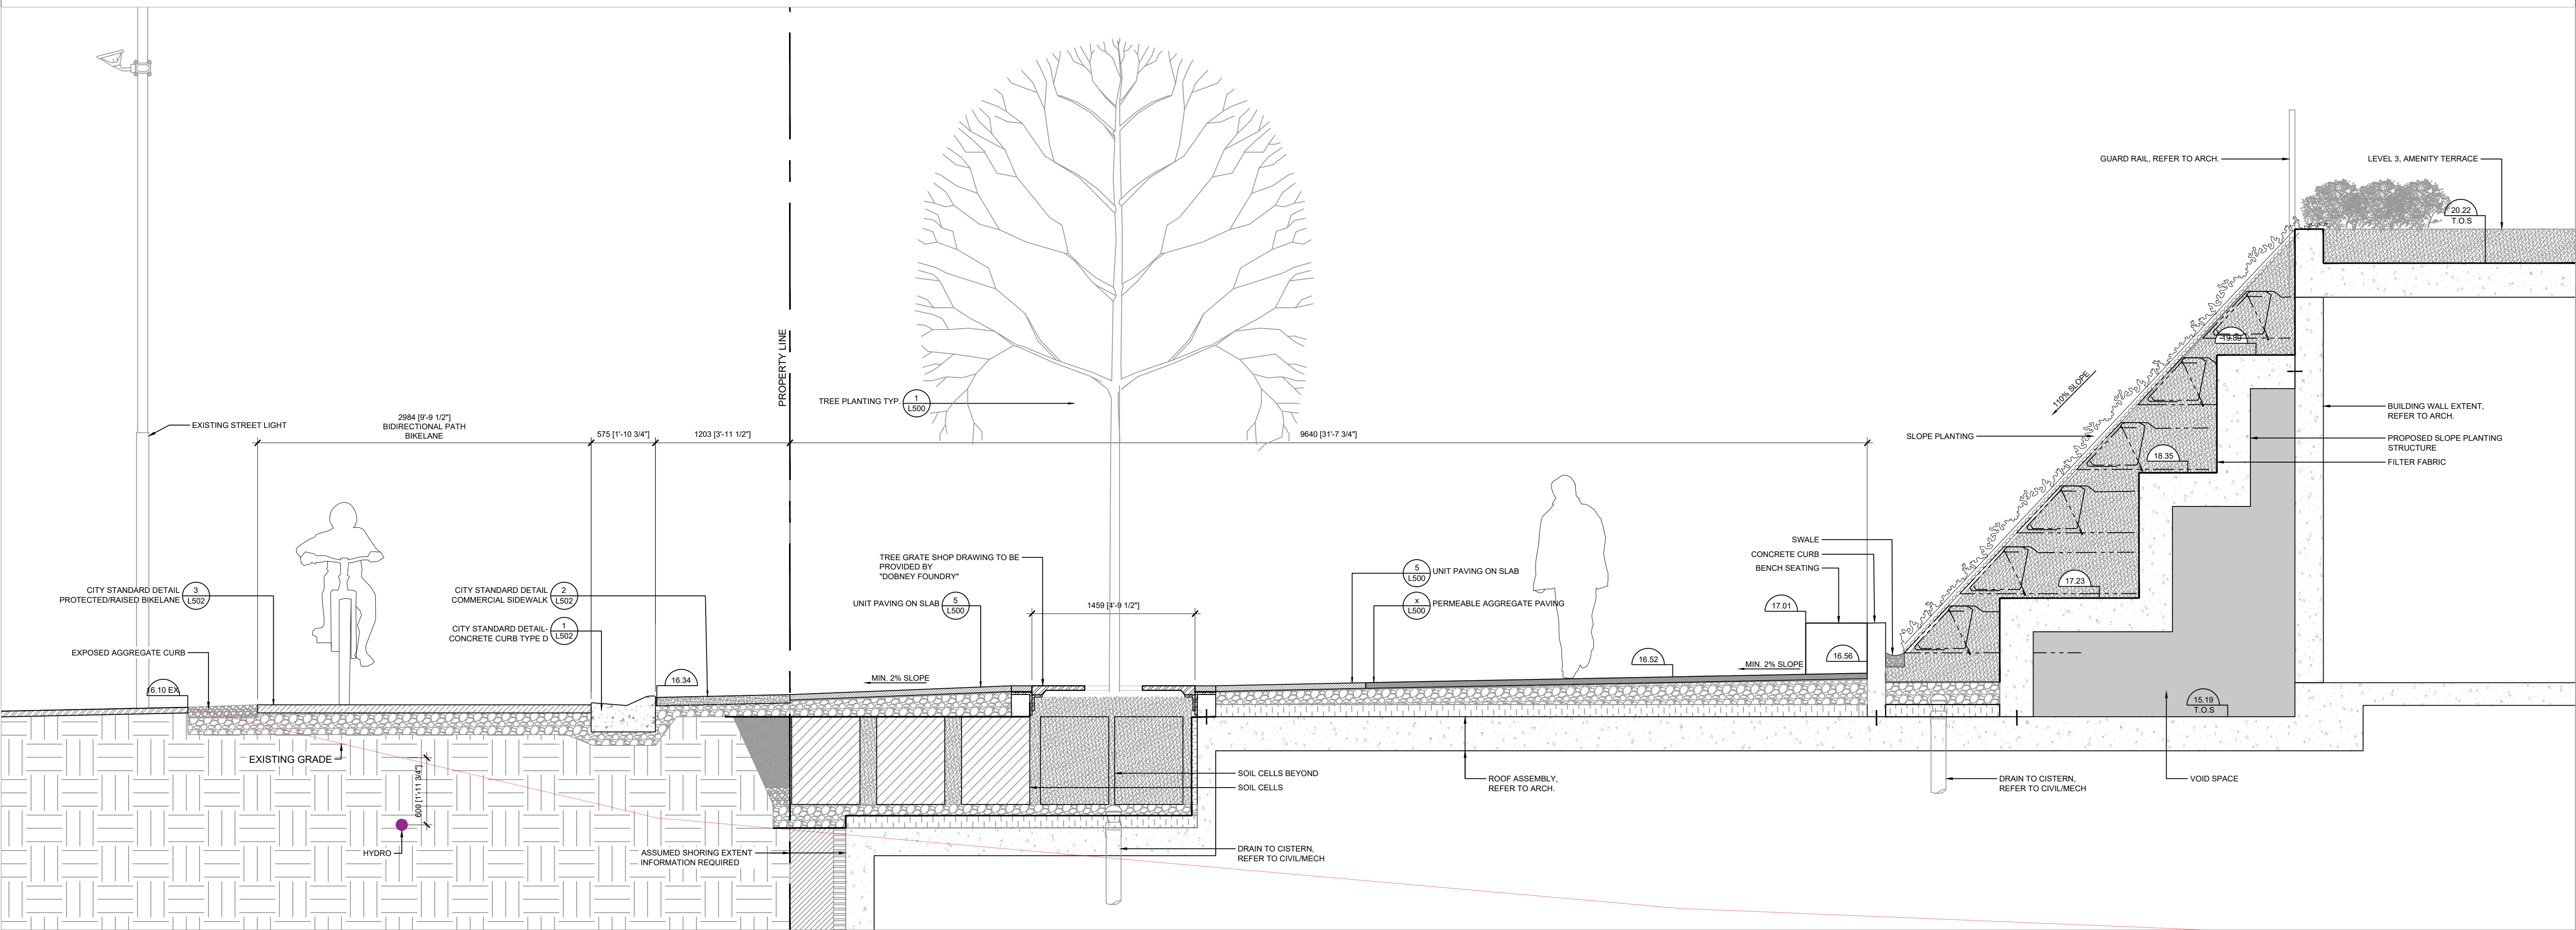 GUARD RAIL, REFER TO ARCH.
LEVEL 3, AMENITY TERRACE
20.22
T.O.S
19.89
110% SLOPE
PROPERTY LINE
TREE PLANTING TYP.
1
L500
EXISTING STREET LIGHT
2984 [9'-9 1/2"]
BIDIRECTIONAL PATH
BIKELANE
575 [1'-10 3/4"]
1203 [3'-11 1/2"]
9640 [31'-7 3/4"]
SLOPE PLANTING
18.35
BUILDING WALL EXTENT,
REFER TO ARCH.
PROPOSED SLOPE PLANTING
STRUCTURE
FILTER FABRIC
CITY STANDARD DETAIL
PROTECTED/RAISED BIKELANE
3
L502
CITY STANDARD DETAIL
COMMERCIAL SIDEWALK
2
L502
CITY STANDARD DETAIL-
CONCRETE CURB TYPE D
1
L502
TREE GRATE SHOP DRAWING TO BE
PROVIDED BY
"DOBNEY FOUNDRY"
UNIT PAVING ON SLAB
5
L500
1459 [4'-9 1/2"]
5
L500
UNIT PAVING ON SLAB
x
L500
PERMEABLE AGGREGATE PAVING
SWALE
CONCRETE CURB
BENCH SEATING
17.23
17.01
EXPOSED AGGREGATE CURB
16.10 EX.
16.34
MIN. 2% SLOPE
16.52
MIN. 2% SLOPE
16.56
15.19
T.O.S
EXISTING GRADE
600 [1'-11 3/4"]
HYDRO
ASSUMED SHORING EXTENT
INFORMATION REQUIRED
SOIL CELLS BEYOND
SOIL CELLS
DRAIN TO CISTERN,
REFER TO CIVIL/MECH
ROOF ASSEMBLY,
REFER TO ARCH.
DRAIN TO CISTERN,
REFER TO CIVIL/MECH
VOID SPACE